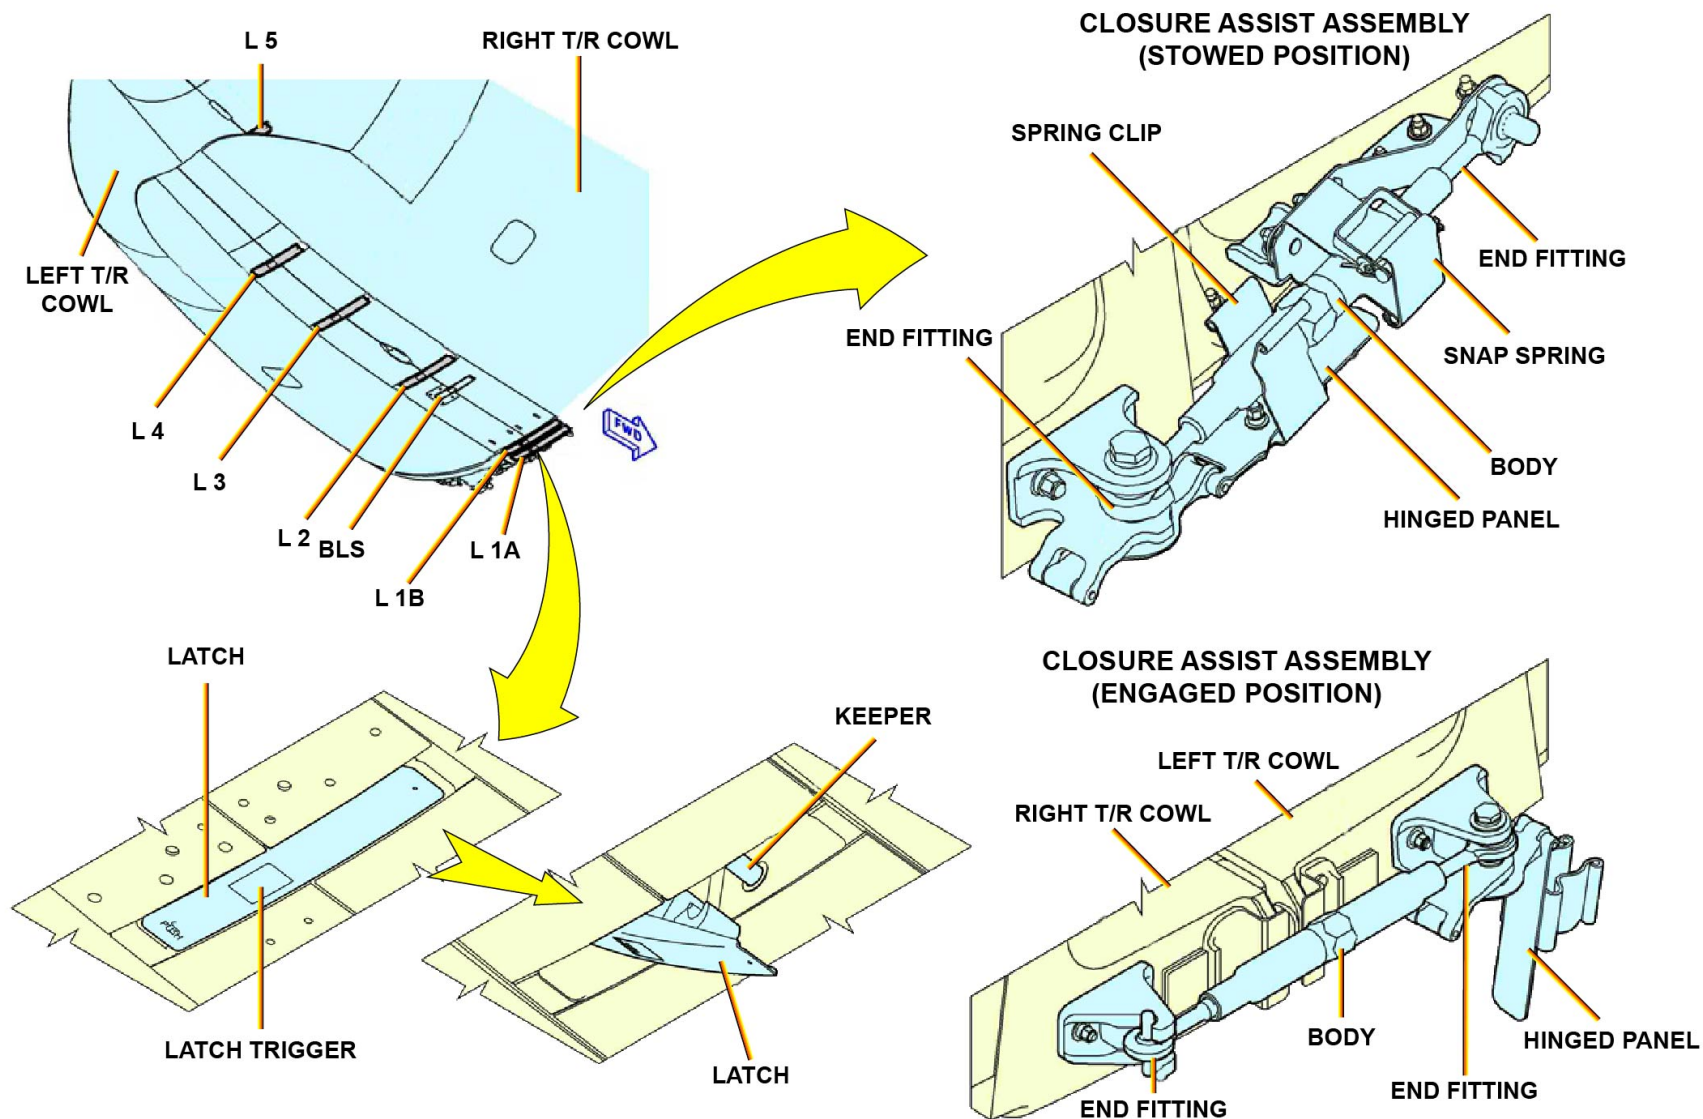 L 5
RIGHT T/R COWL
LEFT T/R
COWL
L 4
L 3
L 2
BLS
L 1A
L 1B
FWD
CLOSURE ASSIST ASSEMBLY
(STOWED POSITION)
SPRING CLIP
END FITTING
END FITTING
SNAP SPRING
BODY
HINGED PANEL
LATCH
LATCH TRIGGER
KEEPER
LATCH
CLOSURE ASSIST ASSEMBLY
(ENGAGED POSITION)
LEFT T/R COWL
RIGHT T/R COWL
BODY
HINGED PANEL
END FITTING
END FITTING